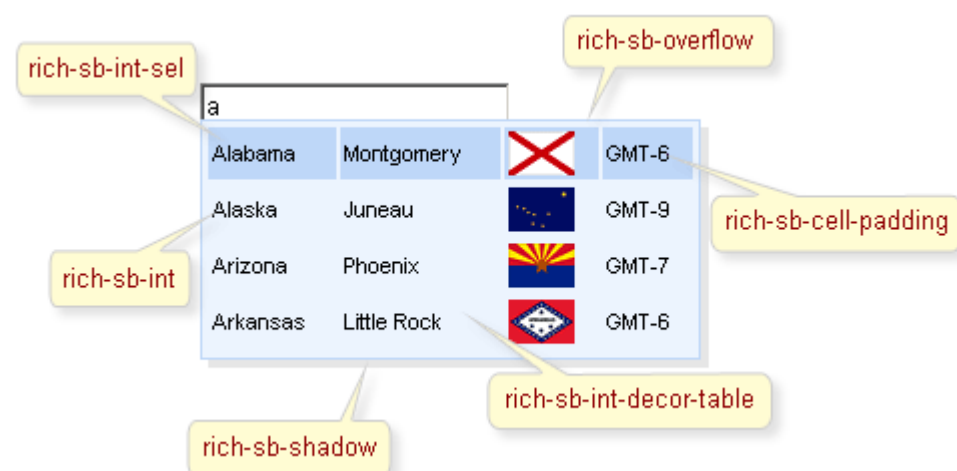 rich-sb-overflow
rich-sb-int-sel
a
Alabama Montgomery GMT-6
Alaska Juneau GMT-9
rich-sb-cell-padding
Arizona Phoenix GMT-7
rich-sb-int
Arkansas Little Rock GMT-6
rich-sb-int-decor-table
rich-sb-shadow